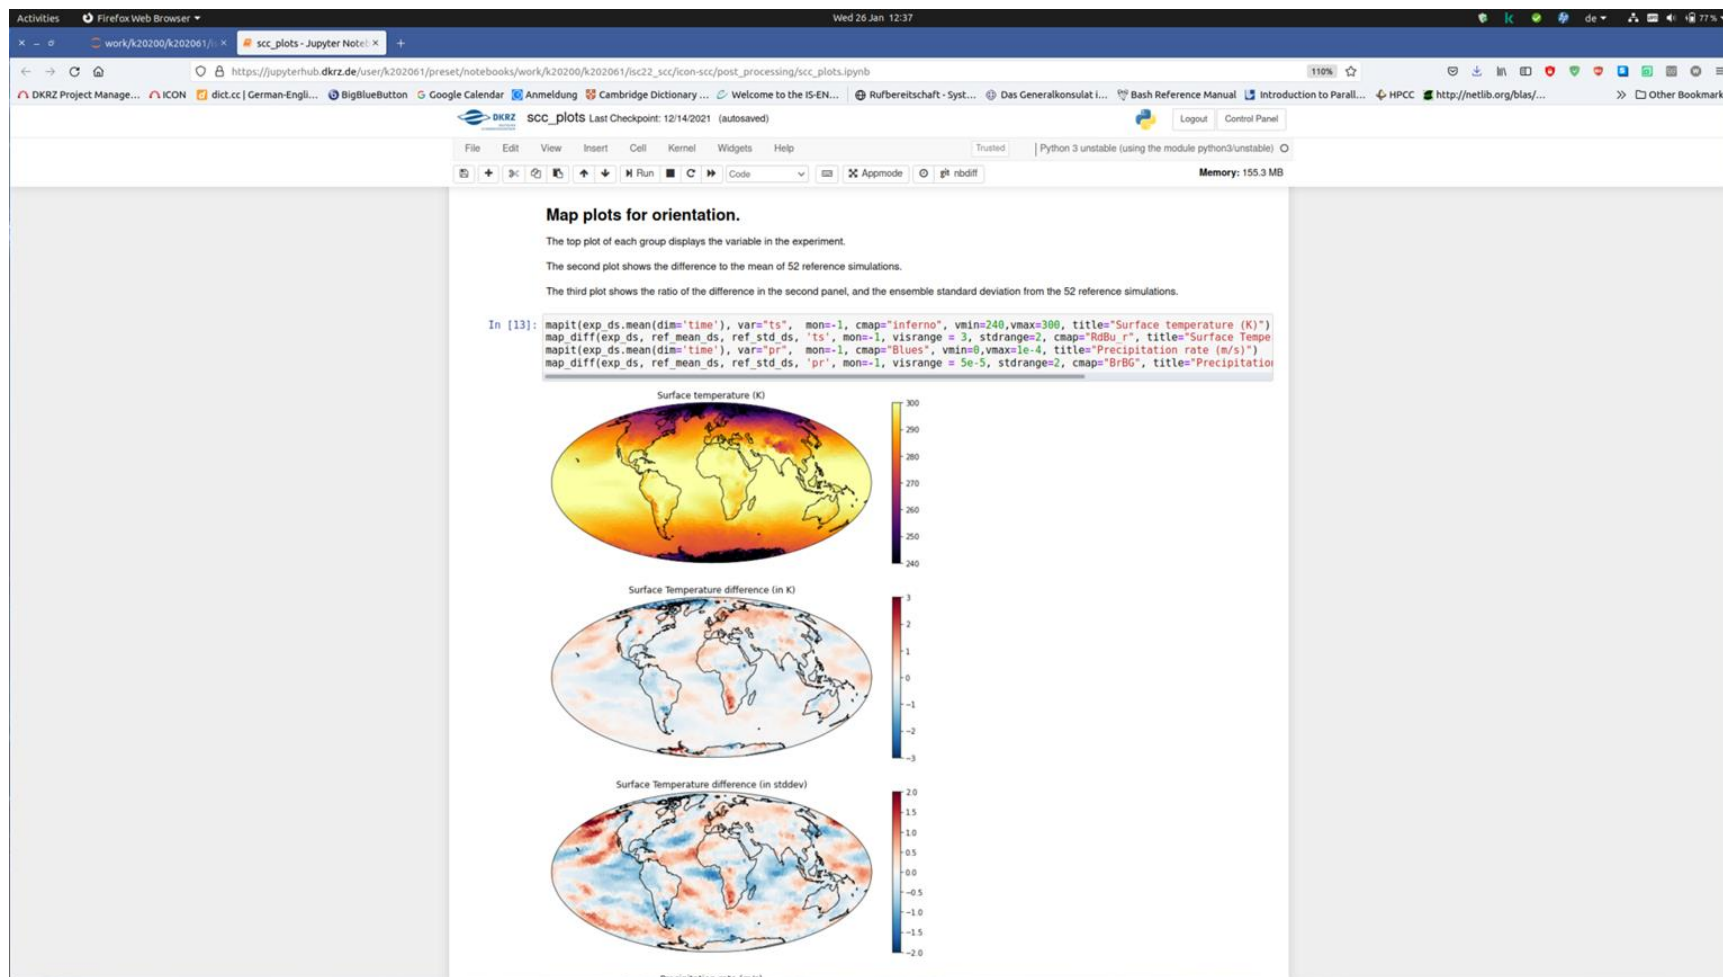 Activities Firefox Web Browser Wed 26 Jan 12:37 de 77 %
work/k20200/k202061/i scc_plots - Jupyter Note
https://jupyterhub.dkrz.de/user/k202061/preset/notebooks/work/k20200/k202061/isc22_scc/icon-scc/post_processing/scc_plots.ipynb 110%
DKRZ Project Manage... ICON dict.cc | German-Engli... BigBlueButton Google Calendar Anmeldung Cambridge Dictionary ... Welcome to the IS-EN... Rufbereitschaft - Syst... Das Generalkonsulat i... Bash Reference Manual Introduction to Parall... HPCC http://netlib.org/blas/... Other Bookmark
DKRZ scc_plots Last Checkpoint: 12/14/2021 (autosaved) Logout Control Panel
File Edit View Insert Cell Kernel Widgets Help Trusted Python 3 unstable (using the module python3/unstable)
Run Code Appmode git nbdiff Memory: 155.3 MB
Map plots for orientation.
The top plot of each group displays the variable in the experiment.
The second plot shows the difference to the mean of 52 reference simulations.
The third plot shows the ratio of the difference in the second panel, and the ensemble standard deviation from the 52 reference simulations.
In [13]: mapit(exp_ds.mean(dim='time'), var="ts", mon=-1, cmap="inferno", vmin=240,vmax=300, title="Surface temperature (K)")
map_diff(exp_ds, ref_mean_ds, ref_std_ds, 'ts', mon=-1, visrange = 3, stdrange=2, cmap="RdBu_r", title="Surface Tempe
mapit(exp_ds.mean(dim='time'), var="pr", mon=-1, cmap="Blues", vmin=0,vmax=1e-4, title="Precipitation rate (m/s)")
map_diff(exp_ds, ref_mean_ds, ref_std_ds, 'pr', mon=-1, visrange = 5e-5, stdrange=2, cmap="BrBG", title="Precipitation
Surface temperature (K)
300
290
280
270
260
250
240
Surface Temperature difference (in K)
3
2
1
0
−1
−2
−3
Surface Temperature difference (in stddev)
2.0
1.5
1.0
0.5
0.0
−0.5
−1.0
−1.5
−2.0